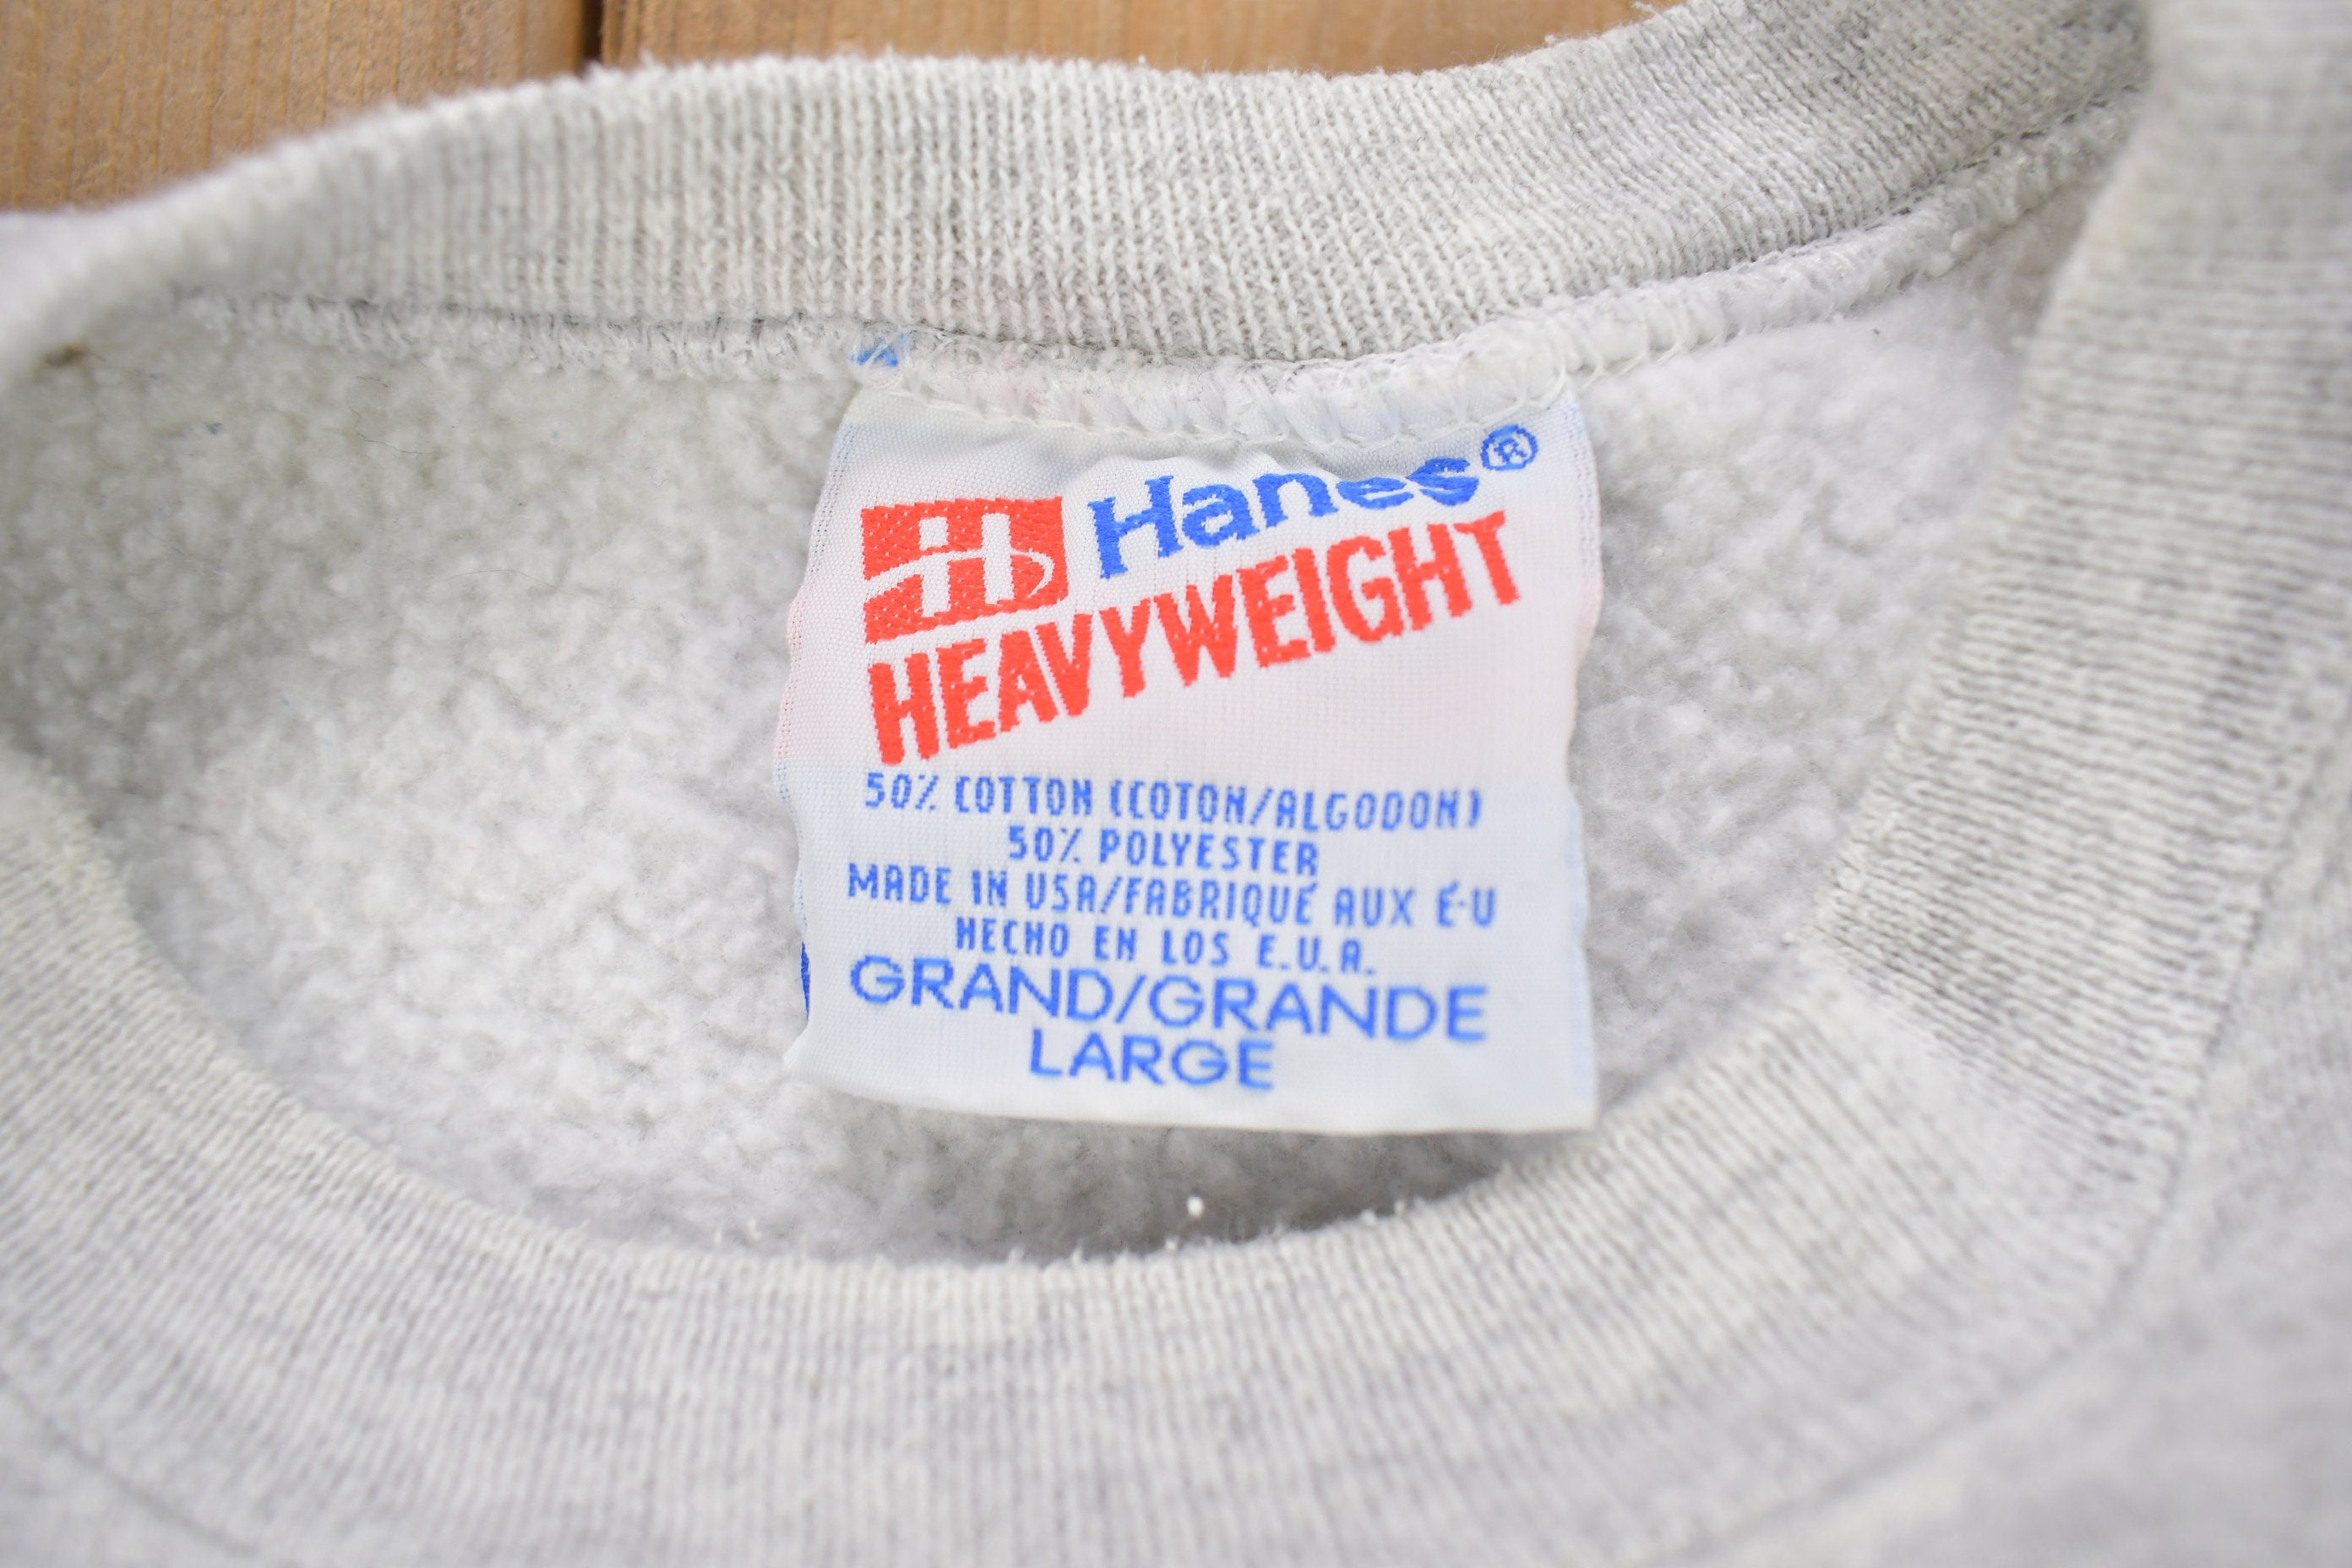 Hanes®
HEAVYWEIGHT
50% COTTON (COTON/ALGODON)
50% POLYESTER
MADE IN USA/FABRIQUÉ AUX É-U
HECHO EN LOS E.U.A.
GRAND/GRANDE
LARGE